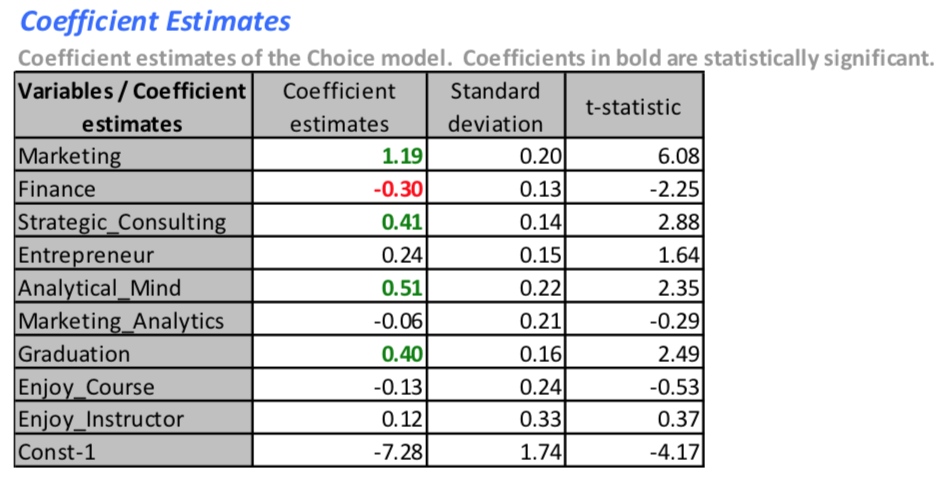 Coefficient Estimates
Coefficient estimates of the Choice model.  Coefficients in bold are statistically significant.
Variables / Coefficient estimates Coefficient estimates Standard deviation t-statistic
Marketing 1.19 0.20 6.08
Finance -0.30 0.13 -2.25
Strategic_Consulting 0.41 0.14 2.88
Entrepreneur 0.24 0.15 1.64
Analytical_Mind 0.51 0.22 2.35
Marketing_Analytics -0.06 0.21 -0.29
Graduation 0.40 0.16 2.49
Enjoy_Course -0.13 0.24 -0.53
Enjoy_Instructor 0.12 0.33 0.37
Const-1 -7.28 1.74 -4.17